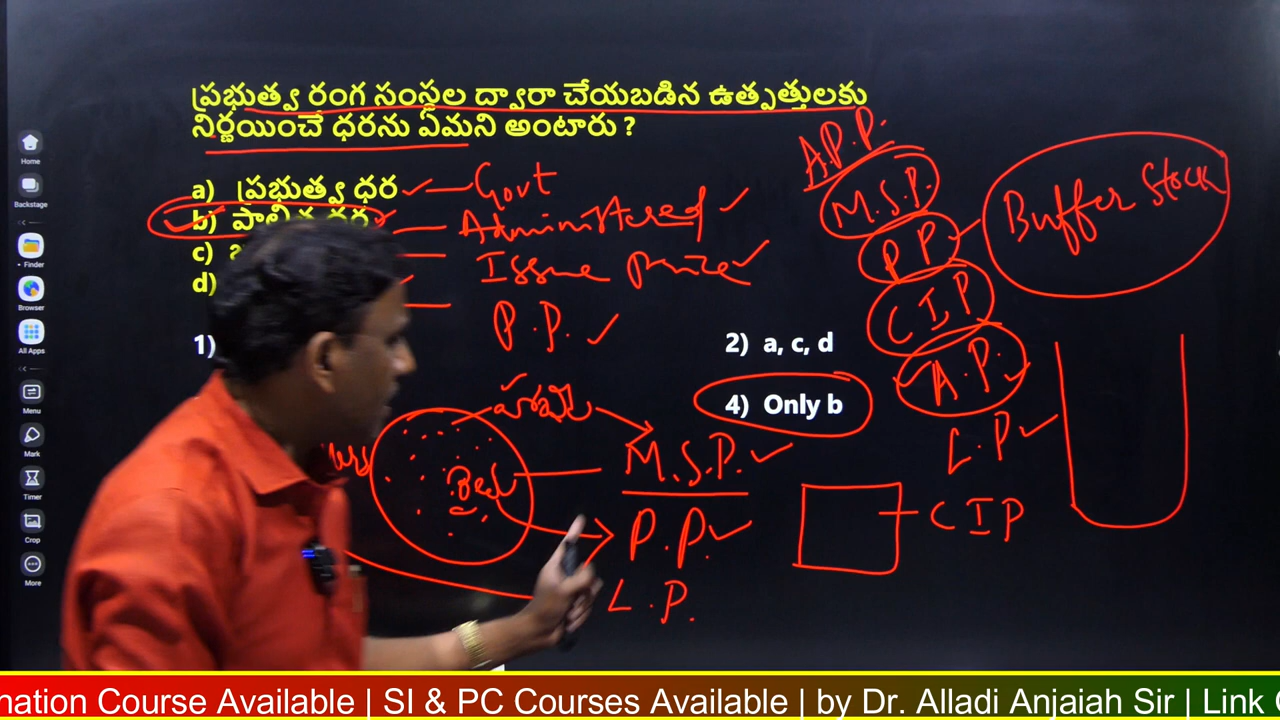 ప్రభుత్వ రంగ సంస్థల ద్వారా చేయబడిన ఉత్పత్తులకు
నిర్ణయించే ధరను ఏమని అంటారు ?
a) ప్రభుత్వ ధర
Govt
b)
Administered
c)
Issue prize
d)
P.P.
1)
2) a, c, d
4) Only b
A.P.P.
M.S.P.
P P
C I P
A.P.
L.P
Buffer Stock
Best
M.S.P.
P.P.
L.P.
C I P
Home
Backstage
Finder
Browser
All Apps
Menu
Mark
Timer
Crop
More
nation Course Available | SI & PC Courses Available | by Dr. Alladi Anjaiah Sir | Link